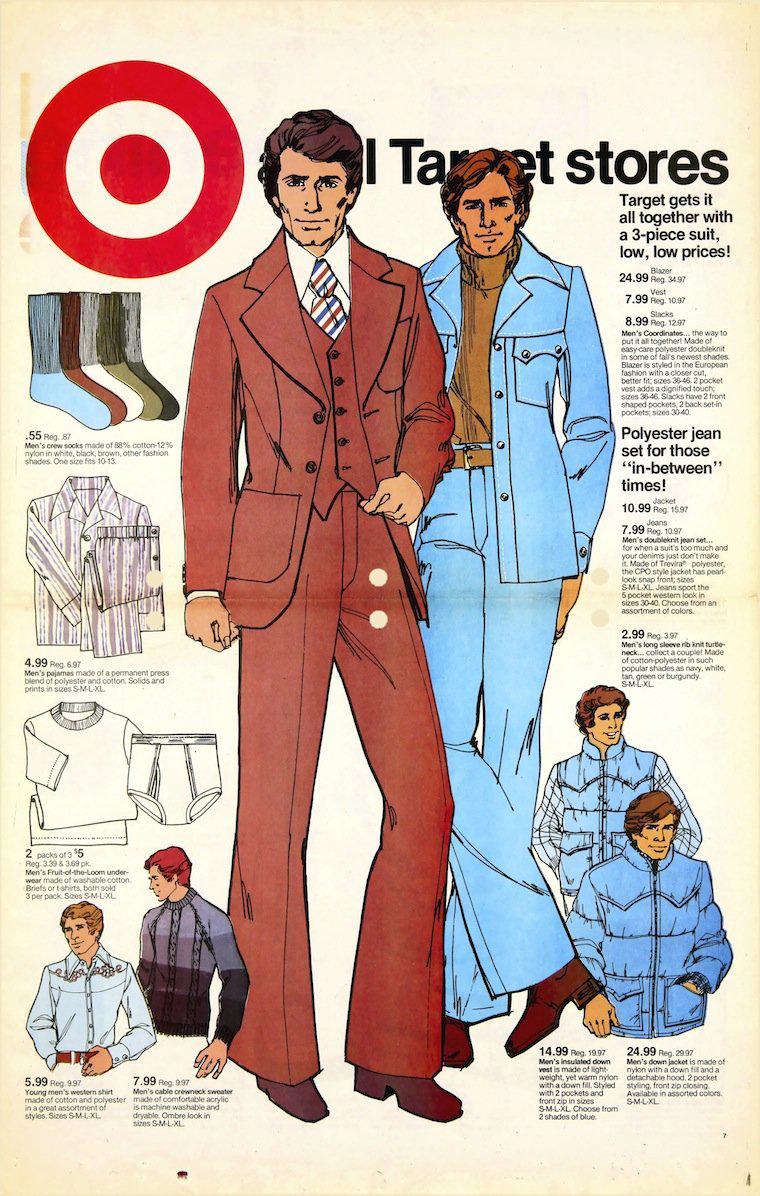 all Target stores
Target gets it
all together with
a 3-piece suit,
low, low prices!
Blazer
24.99 Reg. 34.97
Vest
7.99 Reg. 10.97
Slacks
8.99 Reg. 12.97
Men's Coordinates... the way to
put it all together! Made of
easy-care polyester doubleknit
in some of fall's newest shades.
Blazer is styled in the European
fashion with a closer cut,
better fit; sizes 36-46. 2 pocket
vest adds a dignified touch;
sizes 36-46. Slacks have 2 front
shaped pockets, 2 back set-in
pockets; sizes 30-40.
Polyester jean
set for those
"in-between"
times!
Jacket
10.99 Reg. 15.97
Jeans
7.99 Reg. 10.97
Men's doubleknit jean set...
for when a suit's too much and
your denims just don't make
it. Made of Trevira® polyester,
the CPO style jacket has pearl-
look snap front; sizes
S-M-L-XL. Jeans sport the
5 pocket western look in
sizes 30-40. Choose from an
assortment of colors.
2.99 Reg. 3.97
Men's long sleeve rib knit turtle-
neck... collect a couple! Made
of cotton-polyester in such
popular shades as navy, white,
tan, green or burgundy.
S-M-L-XL.
.55 Reg. .87
Men's crew socks made of 88% cotton-12%
nylon in white, black, brown, other fashion
shades. One size fits 10-13.
4.99 Reg. 6.97
Men's pajamas made of a permanent press
blend of polyester and cotton. Solids and
prints in sizes S-M-L-XL.
2 packs of 3 $5
Reg. 3.39 & 3.69 pk.
Men's Fruit-of-the-Loom under-
wear made of washable cotton.
Briefs or t-shirts, both sold
3 per pack. Sizes S-M-L-XL.
5.99 Reg. 9.97
Young men's western shirt
made of cotton and polyester
in a great assortment of
styles. Sizes S-M-L-XL.
7.99 Reg. 9.97
Men's cable crewneck sweater
made of comfortable acrylic
is machine washable and
dryable. Ombre look in
sizes S-M-L-XL.
14.99 Reg. 19.97
Men's insulated down
vest is made of light-
weight, yet warm nylon
with a down fill. Styled
with 2 pockets and
front zip in sizes
S-M-L-XL. Choose from
2 shades of blue.
24.99 Reg. 29.97
Men's down jacket is made of
nylon with a down fill and a
detachable hood. 2 pocket
styling, front zip closing.
Available in assorted colors.
S-M-L-XL.
7